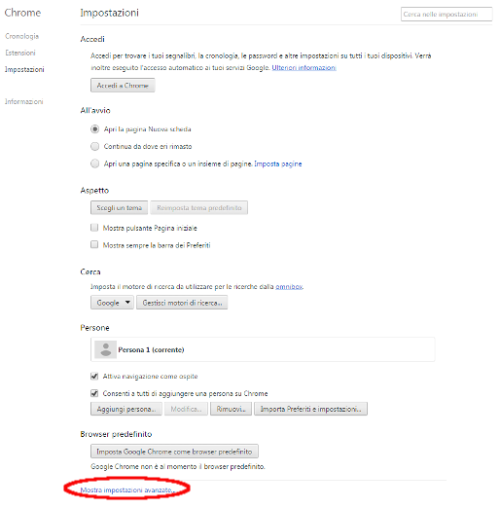 Chrome
Impostazioni
Cerca nelle impostazioni
Cronologia
Estensioni
Impostazioni
Informazioni
Accedi
Accedi per trovare i tuoi segnalibri, la cronologia, le password e altre impostazioni su tutti i tuoi dispositivi. Verrà
inoltre eseguito l'accesso automatico ai tuoi servizi Google. Ulteriori informazioni
Accedi a Chrome
All'avvio
Apri la pagina Nuova scheda
Continua da dove eri rimasto
Apri una pagina specifica o un insieme di pagine. Imposta pagine
Aspetto
Scegli un tema Reimposta tema predefinito
Mostra pulsante Pagina iniziale
Mostra sempre la barra dei Preferiti
Cerca
Imposta il motore di ricerca da utilizzare per le ricerche dalla omnibox.
Google Gestisci motori di ricerca...
Persone
Persona 1 (corrente)
Attiva navigazione come ospite
Consenti a tutti di aggiungere una persona su Chrome
Aggiungi persona... Modifica... Rimuovi... Importa Preferiti e impostazioni...
Browser predefinito
Imposta Google Chrome come browser predefinito
Google Chrome non è al momento il browser predefinito.
Mostra impostazioni avanzate...